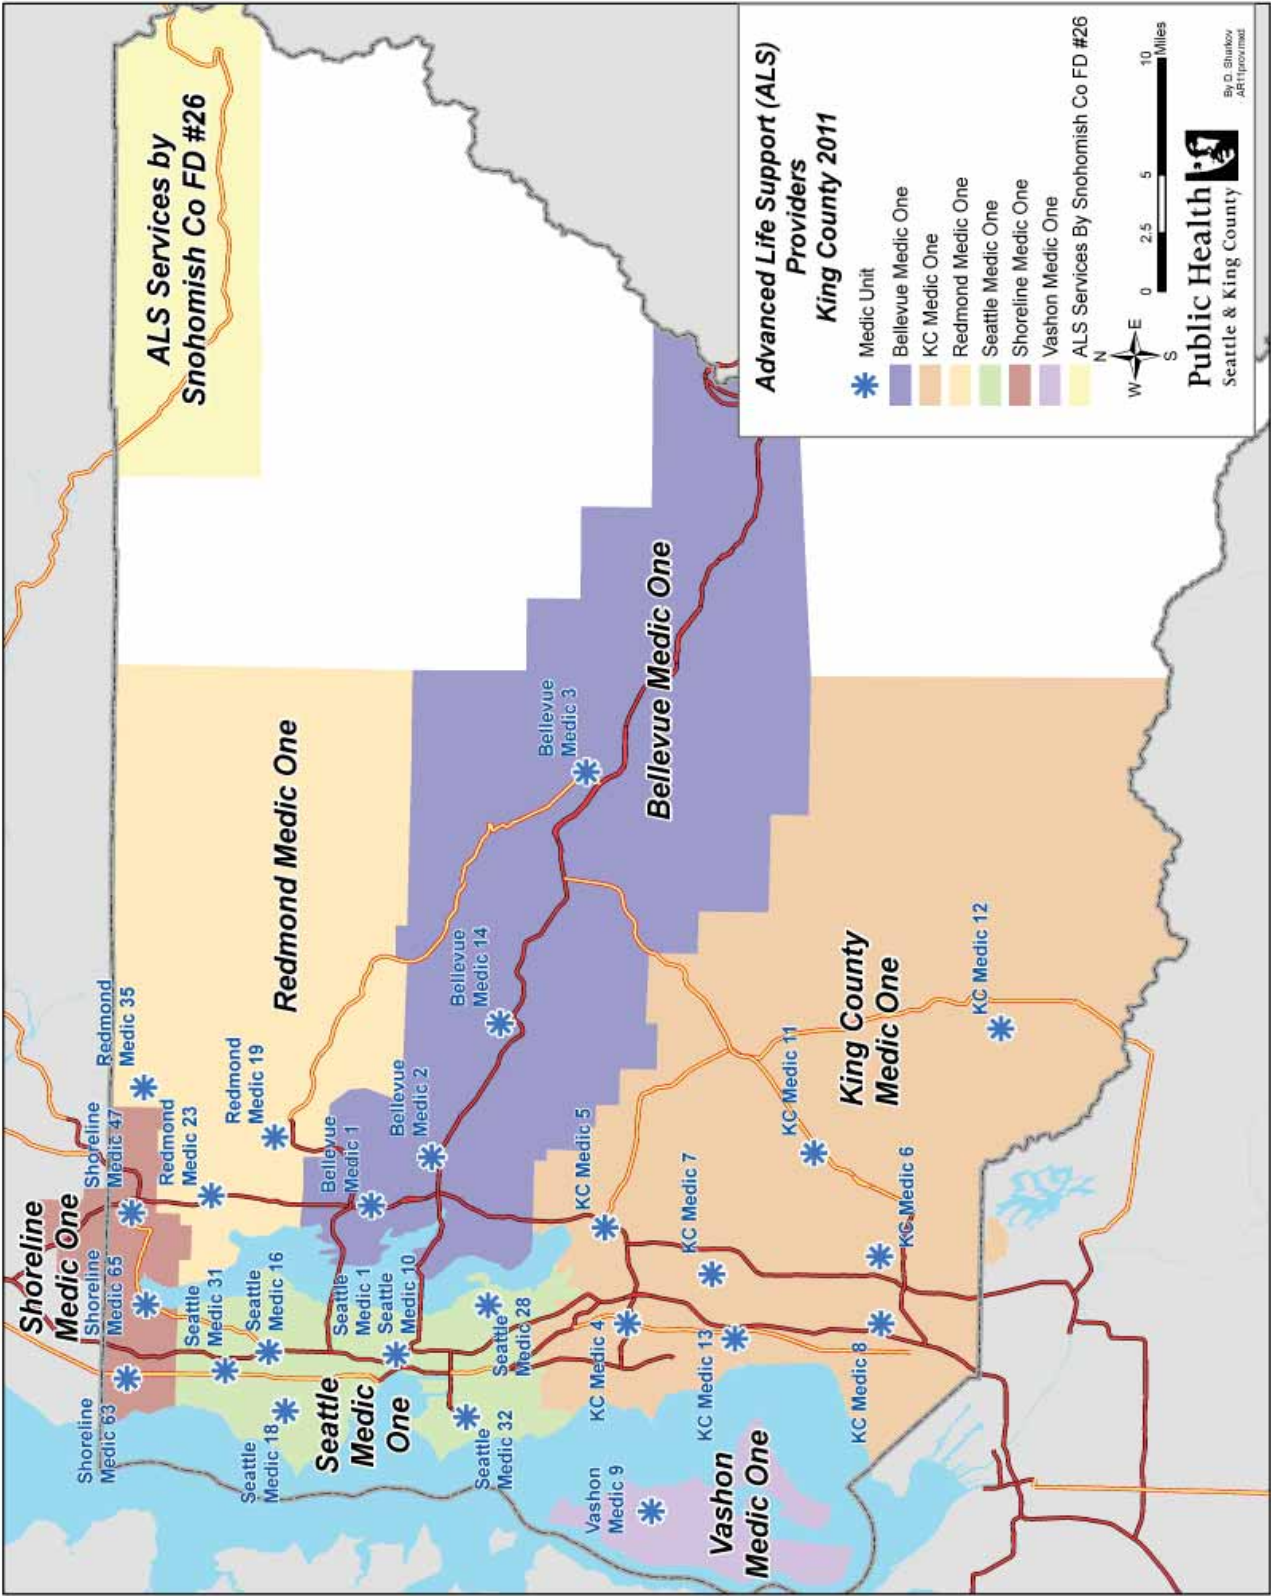 ALS Services by
Snohomish Co FD #26
Shoreline
Medic One
Shoreline
Medic 63
Shoreline
Medic 65
Shoreline
Medic 47
Redmond
Medic 35
Redmond
Medic 23
Redmond
Medic 19
Redmond Medic One
Seattle
Medic 31
Seattle
Medic 16
Seattle
Medic 18
Seattle
Medic 1
Seattle
Medic 10
Seattle
Medic
One
Seattle
Medic 32
Seattle
Medic 28
Bellevue
Medic 1
Bellevue
Medic 2
Bellevue
Medic 14
Bellevue
Medic 3
Bellevue Medic One
KC Medic 5
KC Medic 4
KC Medic 7
KC Medic 13
KC Medic 11
KC Medic 6
KC Medic 8
KC Medic 12
King County
Medic One
Vashon
Medic 9
Vashon
Medic One
Advanced Life Support (ALS)
Providers
King County 2011
Medic Unit
Bellevue Medic One
KC Medic One
Redmond Medic One
Seattle Medic One
Shoreline Medic One
Vashon Medic One
ALS Services By Snohomish Co FD #26
N
W
E
S
0 2.5 5 10
Miles
Public Health
Seattle & King County
By D. Sharkov
AR11prov.mxd